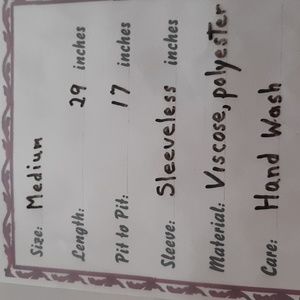 Size: Medium
Length: 29 inches
Pit to Pit: 17 inches
Sleeve: Sleeveless inches
Material: Viscose, polyester
Care: Hand Wash